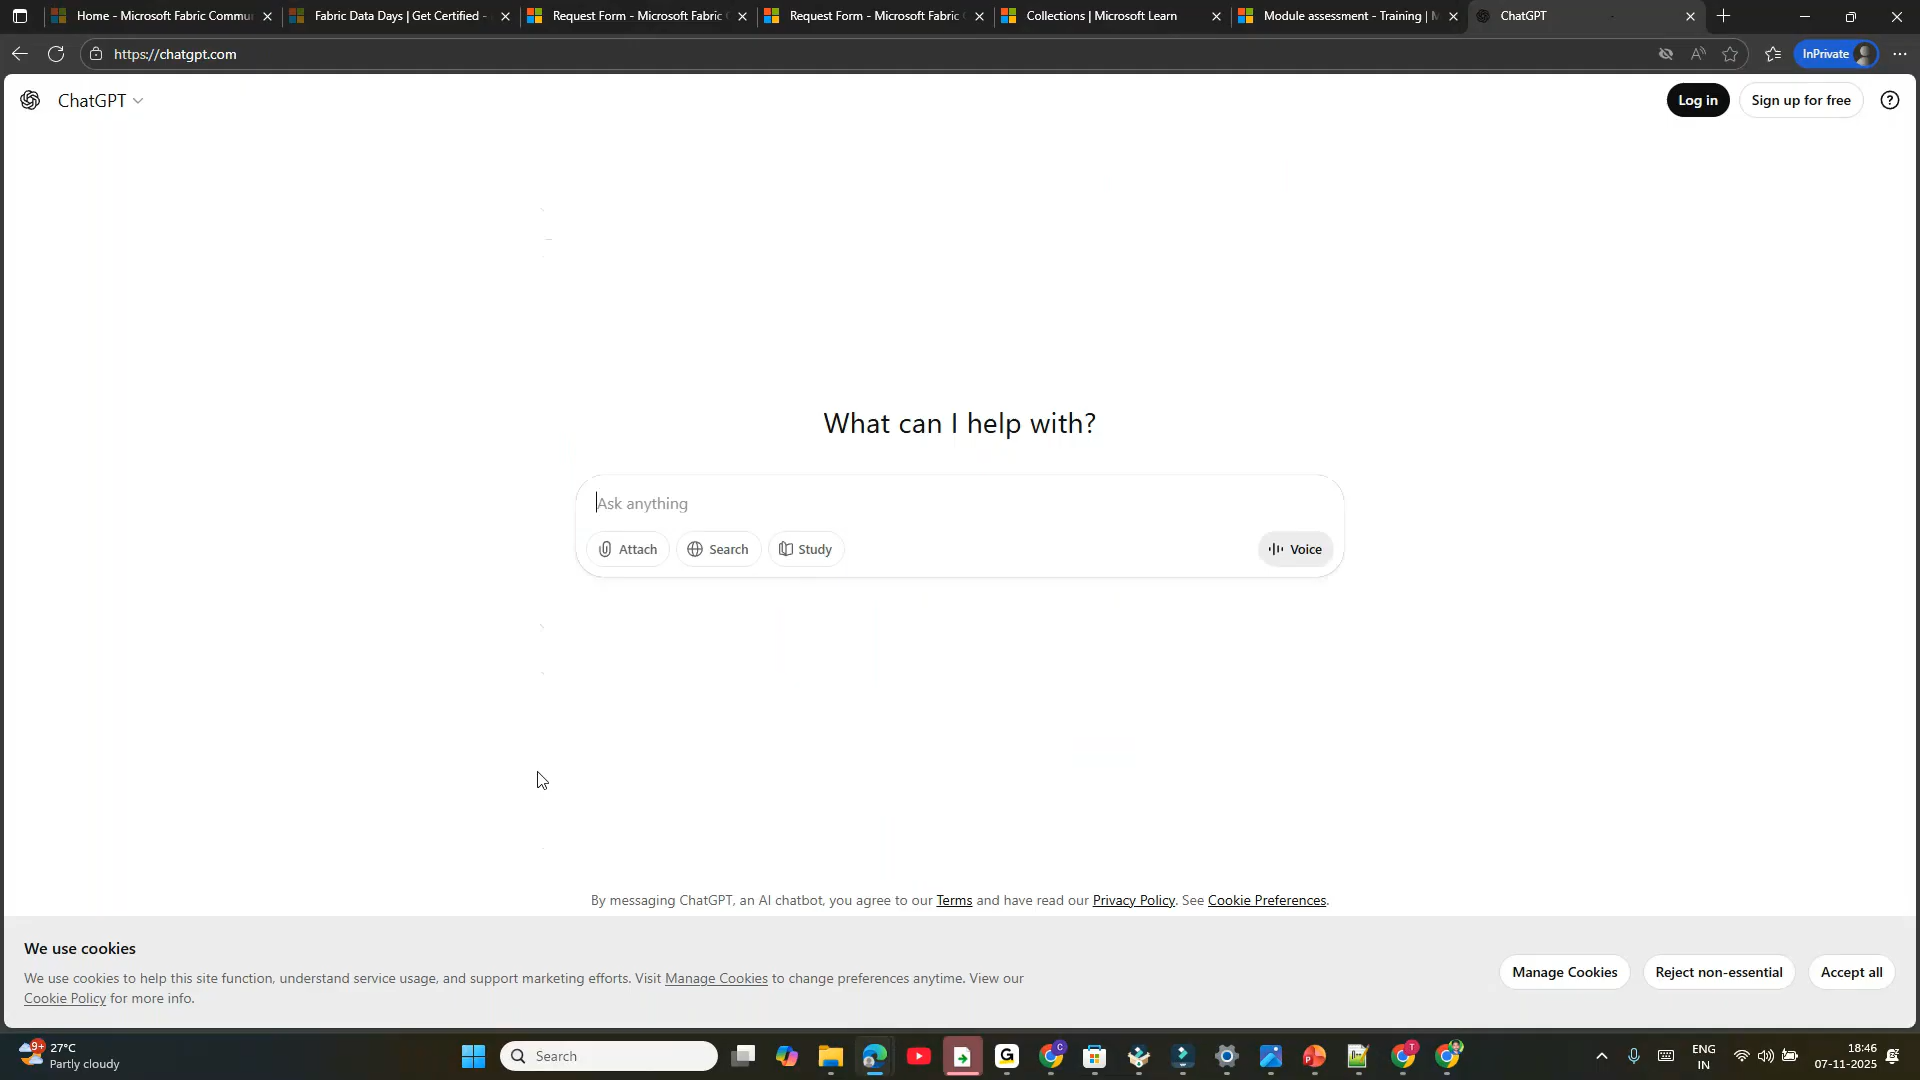 Home - Microsoft Fabric Commu
Fabric Data Days | Get Certified -
Request Form - Microsoft Fabric
Request Form - Microsoft Fabric
Collections | Microsoft Learn
Module assessment - Training | M
ChatGPT
https://chatgpt.com
InPrivate
ChatGPT
Log in
Sign up for free
What can I help with?
Ask anything
Attach
Search
Study
Voice
By messaging ChatGPT, an AI chatbot, you agree to our Terms and have read our Privacy Policy. See Cookie Preferences.
We use cookies
We use cookies to help this site function, understand service usage, and support marketing efforts. Visit Manage Cookies to change preferences anytime. View our
Cookie Policy for more info.
Manage Cookies
Reject non-essential
Accept all
9+
27°C
Partly cloudy
Search
ENG
IN
18:46
07-11-2025